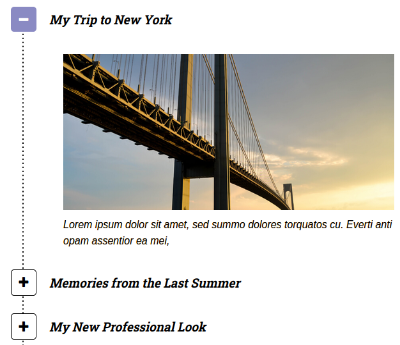 My Trip to New York
Lorem ipsum dolor sit amet, sed summo dolores torquatos cu. Everti anti
opam assentior ea mei,
Memories from the Last Summer
My New Professional Look